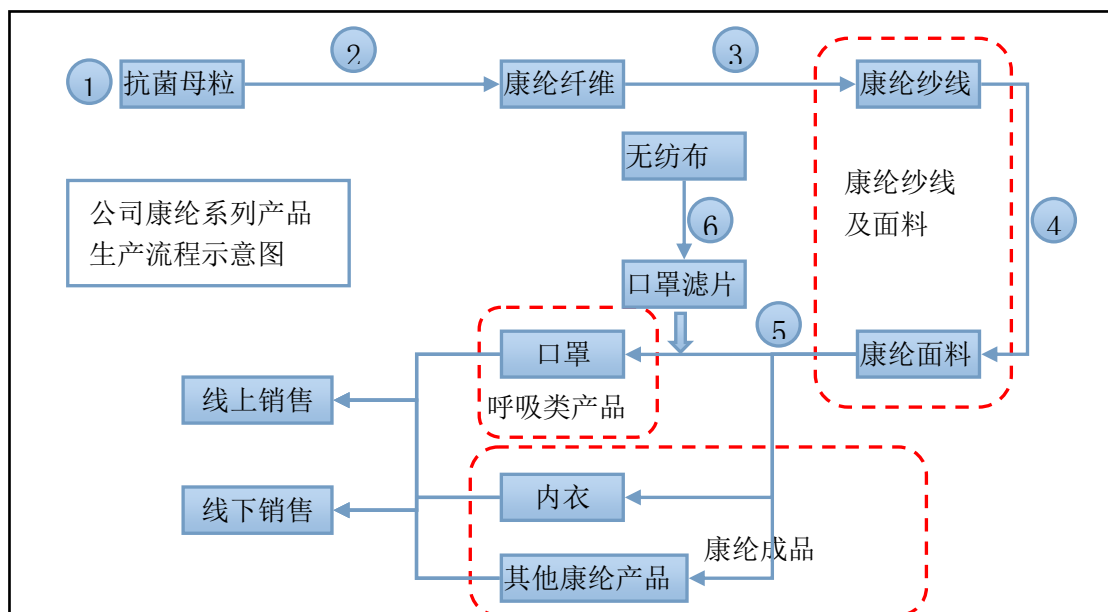 ②
③
①
抗菌母粒
康纶纤维
康纶纱线
无纺布
公司康纶系列产品
生产流程示意图
康纶纱线
及面料
⑥
④
口罩滤片
⑤
口罩
康纶面料
线上销售
呼吸类产品
内衣
线下销售
康纶成品
其他康纶产品